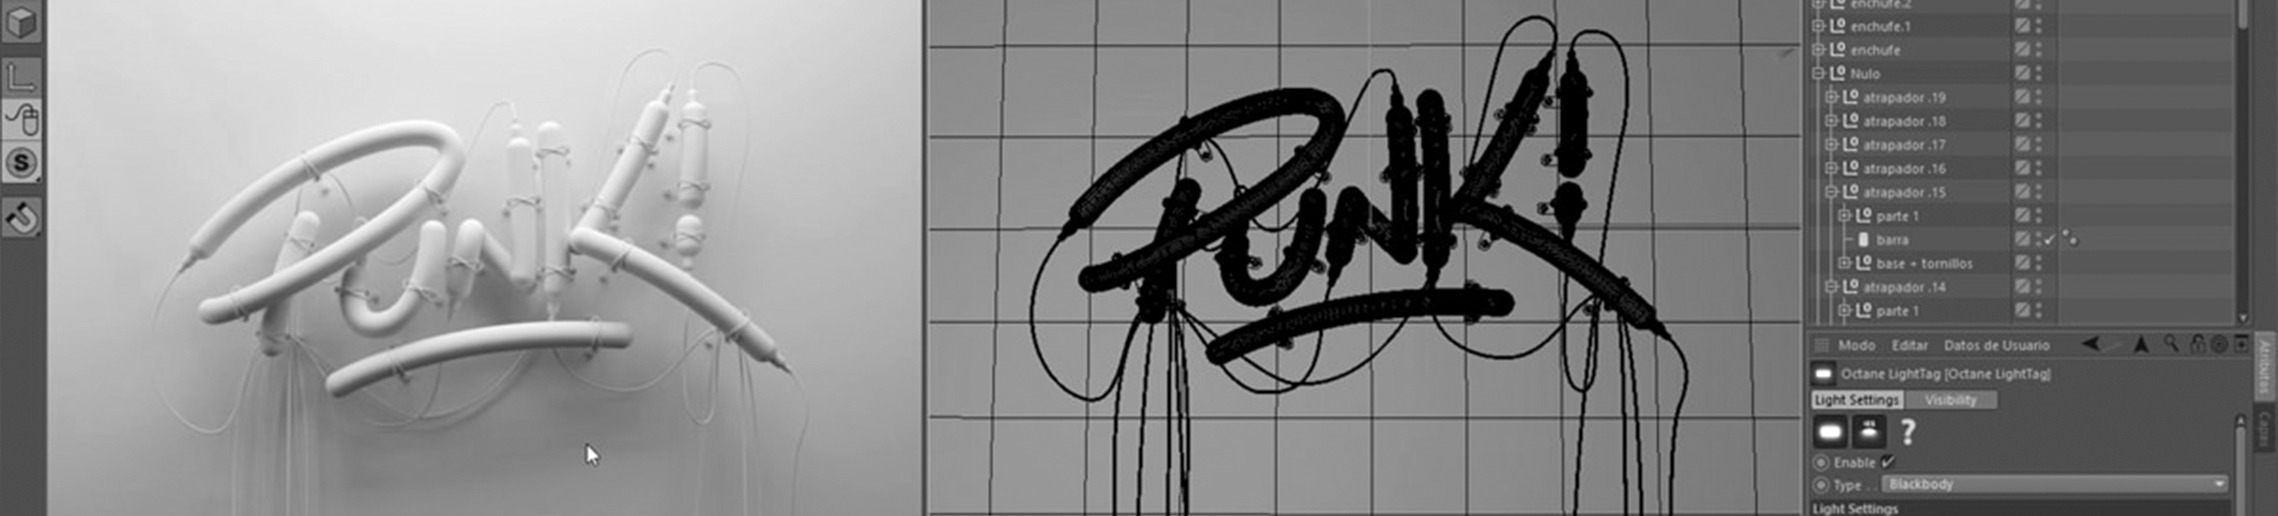 PUNK!
PUNK!
enchufe.2
enchufe.1
enchufe
Nulo
atrapador .19
atrapador .18
atrapador .17
atrapador .16
atrapador .15
parte 1
barra
base + tornillos
atrapador .14
parte 1
Modo Editar Datos de Usuario
Octane LightTag [Octane LightTag]
Light Settings Visibility
?
Enable
Type . . Blackbody
Light Settings
Atributos
Capas
S